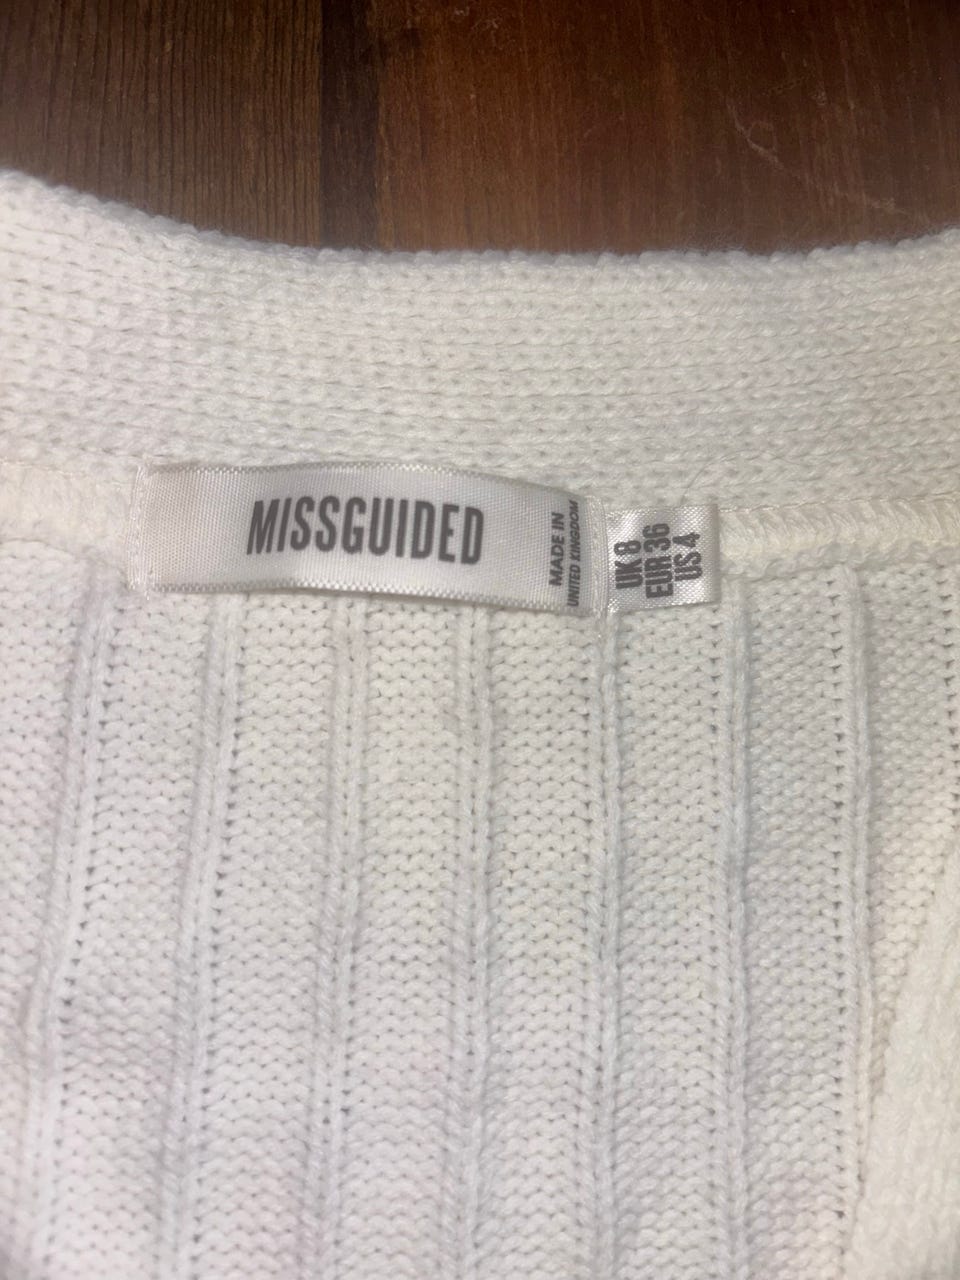 MISSGUIDED
MADE IN
UNITED KINGDOM
UK 8
EUR 36
US 4